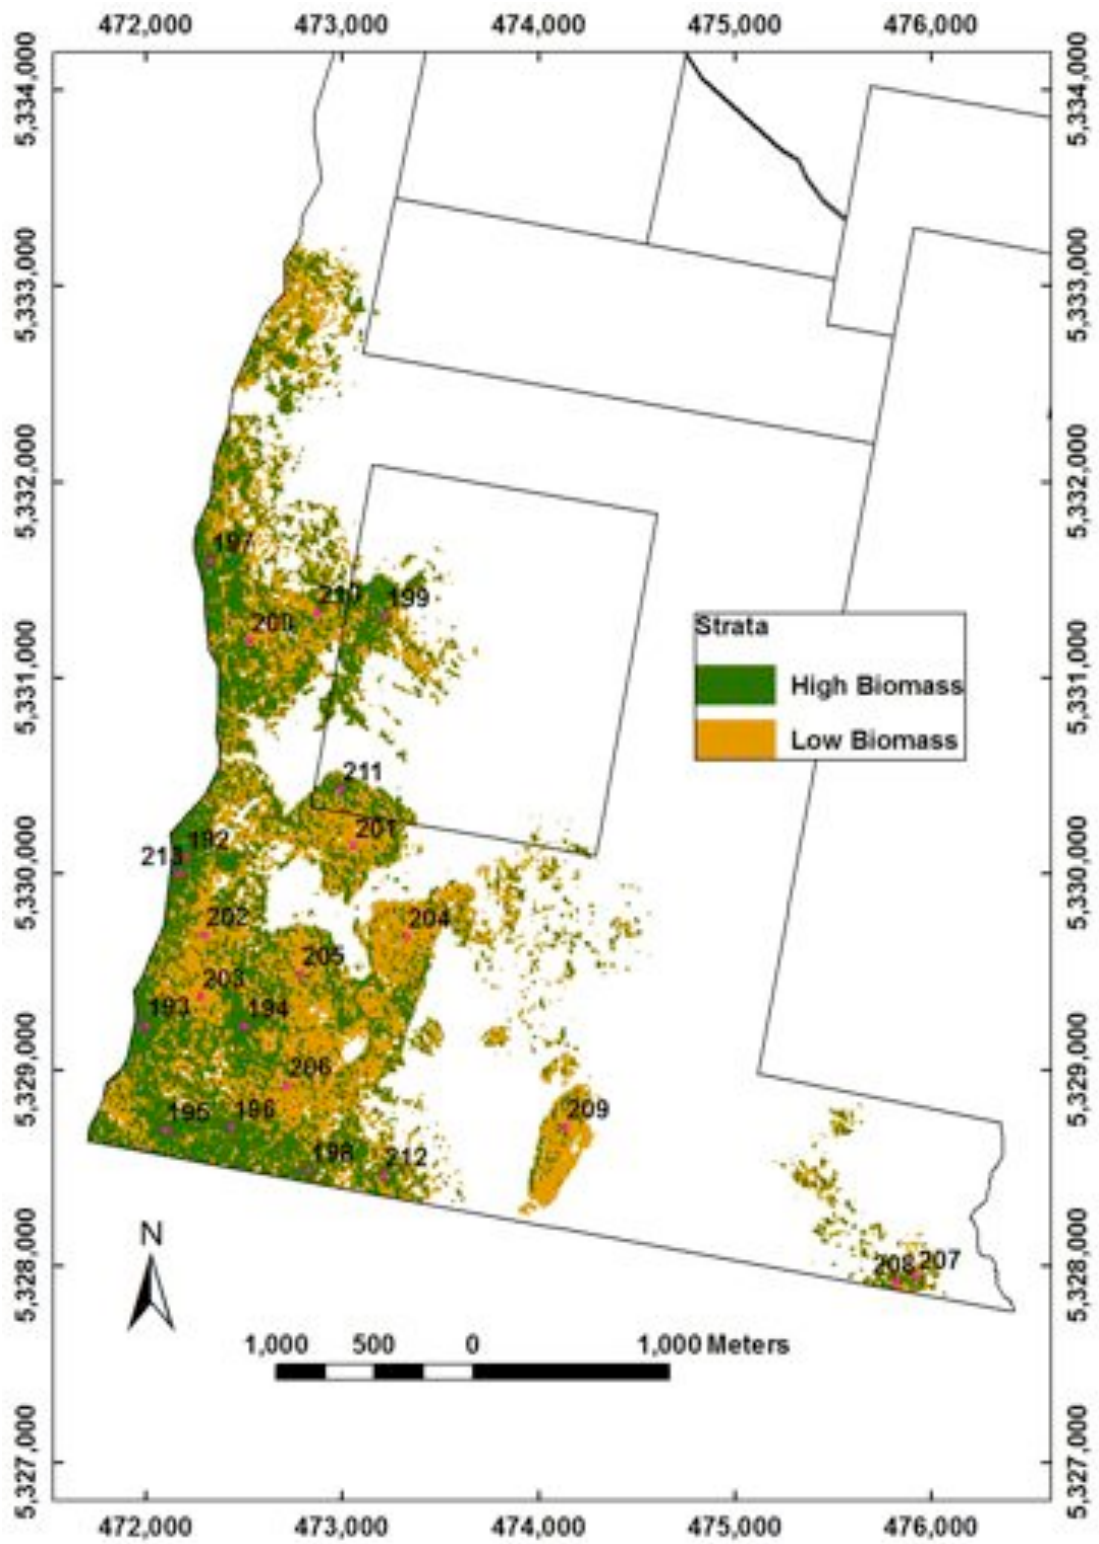 472,000 473,000 474,000 475,000 476,000
5,334,000 5,334,000
5,333,000 5,333,000
5,332,000 5,332,000
197
210 199
200
Strata
High Biomass
Low Biomass
5,331,000 5,331,000
211
201
192
213
5,330,000 5,330,000
202 204
205
203
193 194
5,329,000 5,329,000
206
195 196 209
198 212
N
208 207
5,328,000 5,328,000
1,000 500 0 1,000 Meters
5,327,000 5,327,000
472,000 473,000 474,000 475,000 476,000